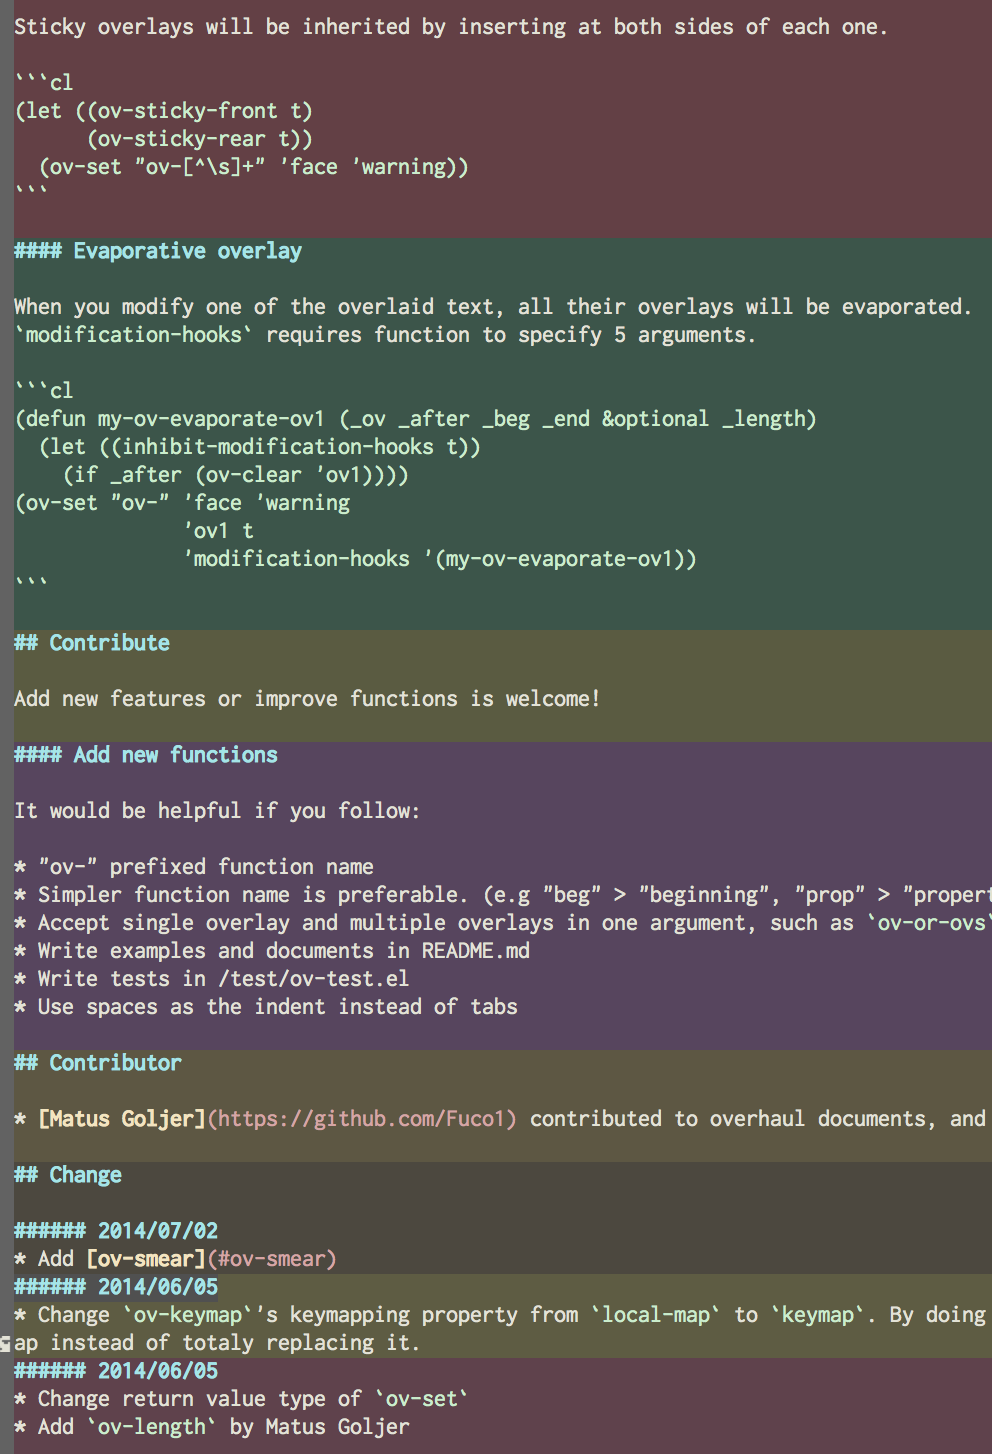 Sticky overlays will be inherited by inserting at both sides of each one.
```cl
(let ((ov-sticky-front t)
      (ov-sticky-rear t))
  (ov-set "ov-[^\s]+" 'face 'warning))
```
#### Evaporative overlay
When you modify one of the overlaid text, all their overlays will be evaporated.
`modification-hooks` requires function to specify 5 arguments.
```cl
(defun my-ov-evaporate-ov1 (_ov _after _beg _end &optional _length)
  (let ((inhibit-modification-hooks t))
    (if _after (ov-clear 'ov1))))
(ov-set "ov-" 'face 'warning
              'ov1 t
              'modification-hooks '(my-ov-evaporate-ov1))
```
## Contribute
Add new features or improve functions is welcome!
#### Add new functions
It would be helpful if you follow:
* "ov-" prefixed function name
* Simpler function name is preferable. (e.g "beg" > "beginning", "prop" > "propert
* Accept single overlay and multiple overlays in one argument, such as `ov-or-ovs`
* Write examples and documents in README.md
* Write tests in /test/ov-test.el
* Use spaces as the indent instead of tabs
## Contributor
* [Matus Goljer](https://github.com/Fuco1) contributed to overhaul documents, and
## Change
###### 2014/07/02
* Add [ov-smear](#ov-smear)
###### 2014/06/05
* Change `ov-keymap`'s keymapping property from `local-map` to `keymap`. By doing
ap instead of totaly replacing it.
###### 2014/06/05
* Change return value type of `ov-set`
* Add `ov-length` by Matus Goljer